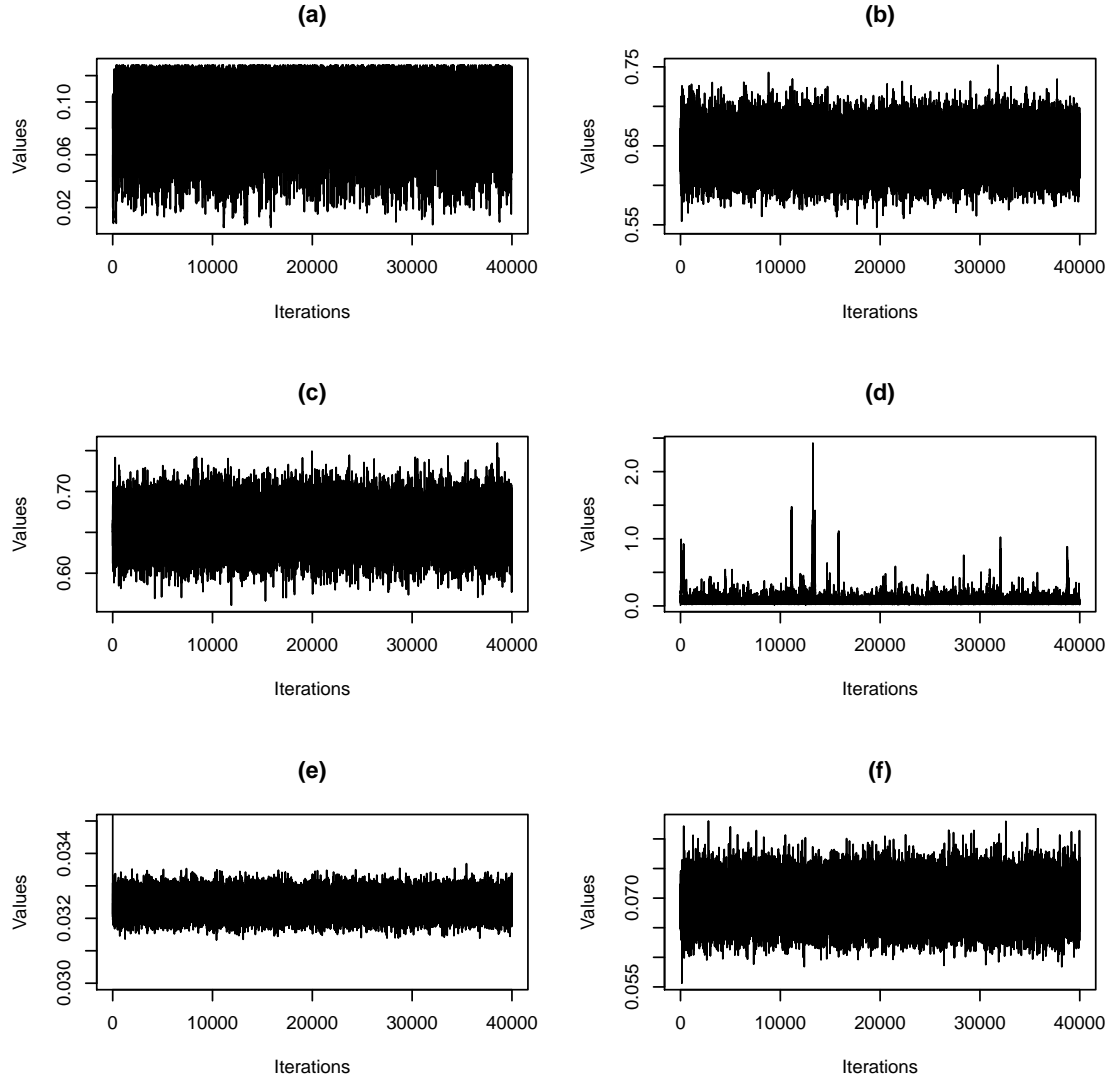 (a)
Values
0.02 0.06 0.10
0 10000 20000 30000 40000
Iterations
(b)
Values
0.55 0.65 0.75
0 10000 20000 30000 40000
Iterations
(c)
Values
0.60 0.70
0 10000 20000 30000 40000
Iterations
(d)
Values
0.0 1.0 2.0
0 10000 20000 30000 40000
Iterations
(e)
Values
0.030 0.032 0.034
0 10000 20000 30000 40000
Iterations
(f)
Values
0.055 0.070
0 10000 20000 30000 40000
Iterations